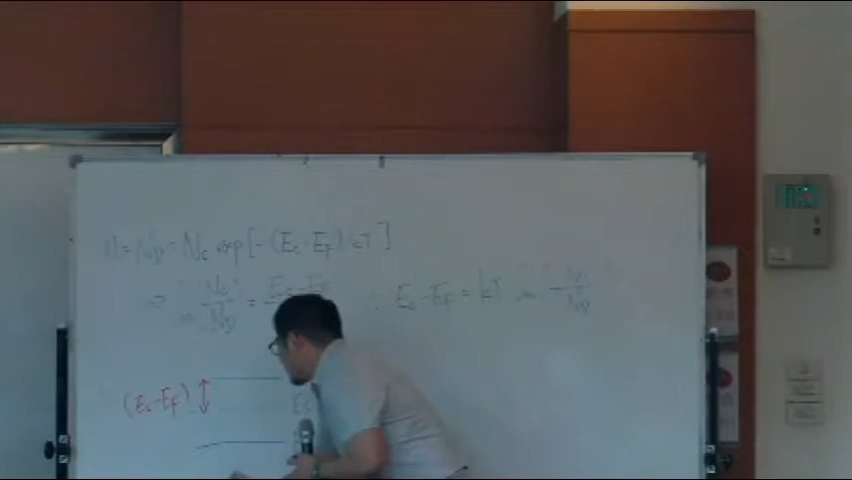 n = N_D = N_c exp[-(E_c - E_F)/kT]
⇒ ln N_c/N_D = E_c - E_F
E_c - E_F = kT ln N_c/N_D
(E_c - E_F)